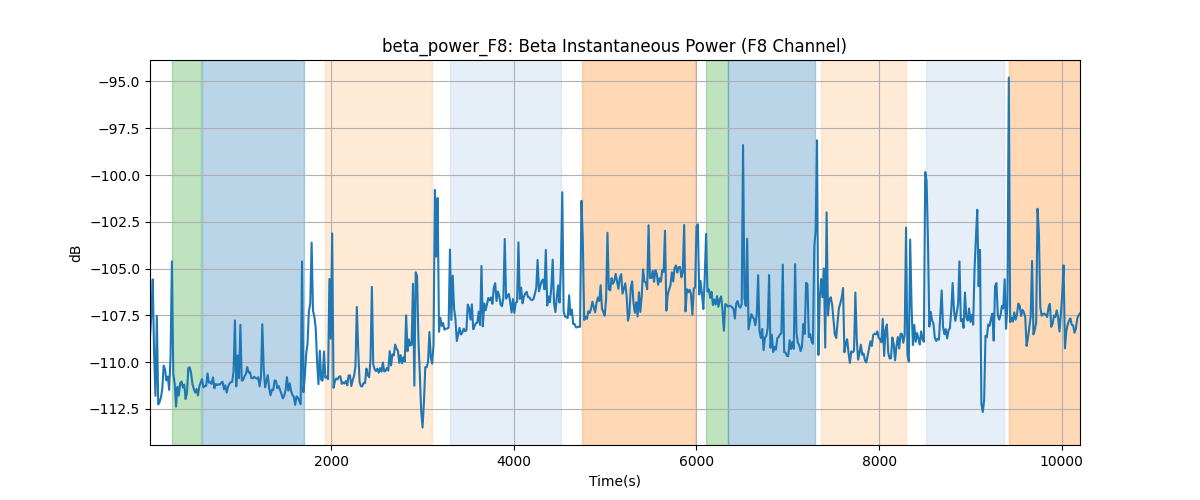 beta_power_F8: Beta Instantaneous Power (F8 Channel)
dB
−95.0
−97.5
−100.0
−102.5
−105.0
−107.5
−110.0
−112.5
2000 4000 6000 8000 10000
Time(s)